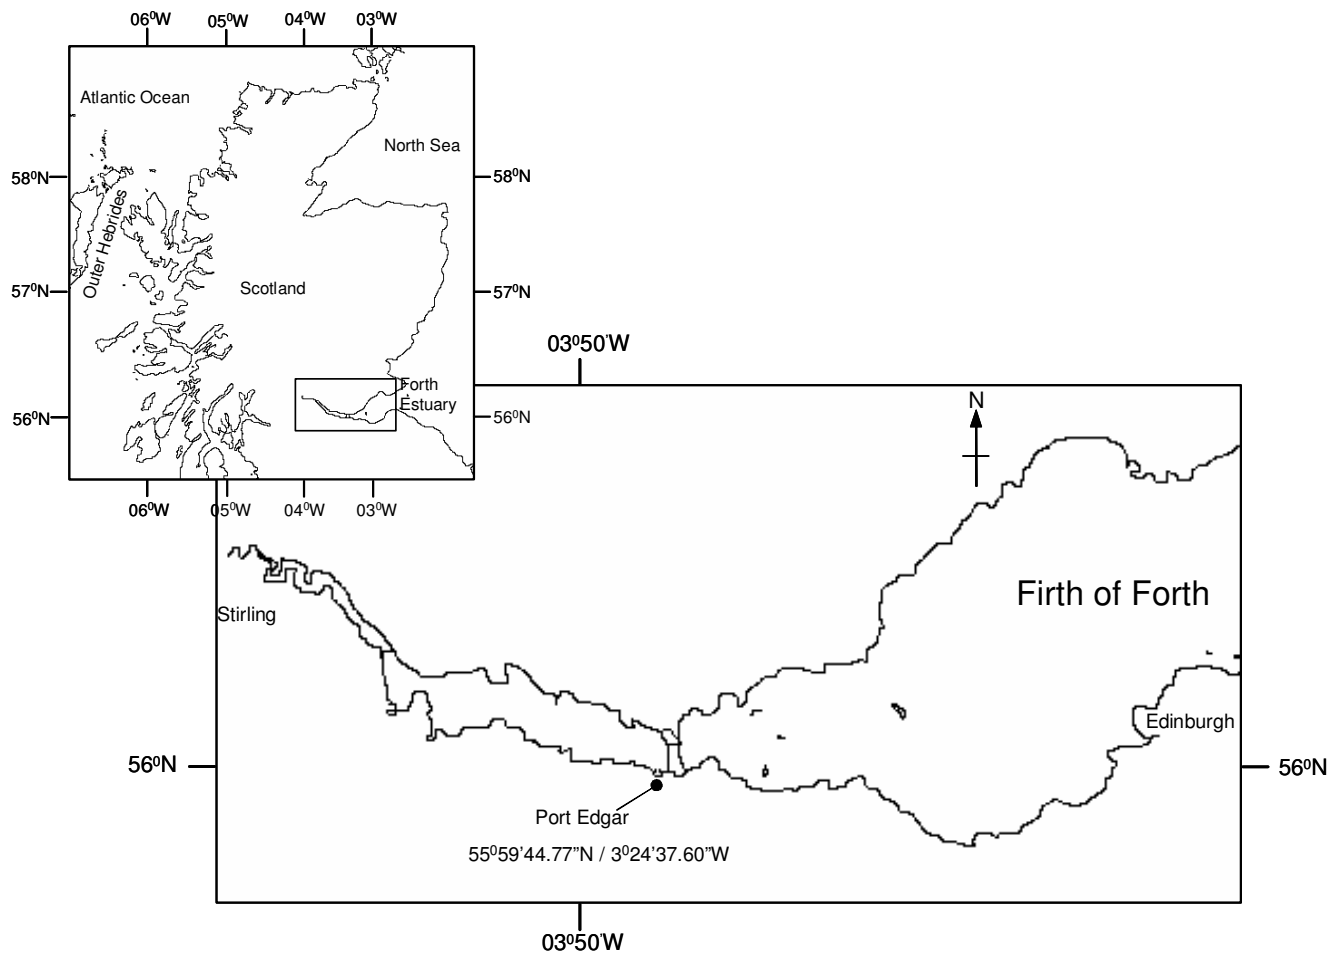 06⁰W 05⁰W 04⁰W 03⁰W
Atlantic Ocean
North Sea
58⁰N 58⁰N
Outer Hebrides
57⁰N 57⁰N
Scotland
03⁰50'W
Forth
Estuary
56⁰N 56⁰N
N
06⁰W 05⁰W 04⁰W 03⁰W
Firth of Forth
Stirling
Edinburgh
56⁰N 56⁰N
Port Edgar
55⁰59'44.77"N / 3⁰24'37.60"W
03⁰50'W